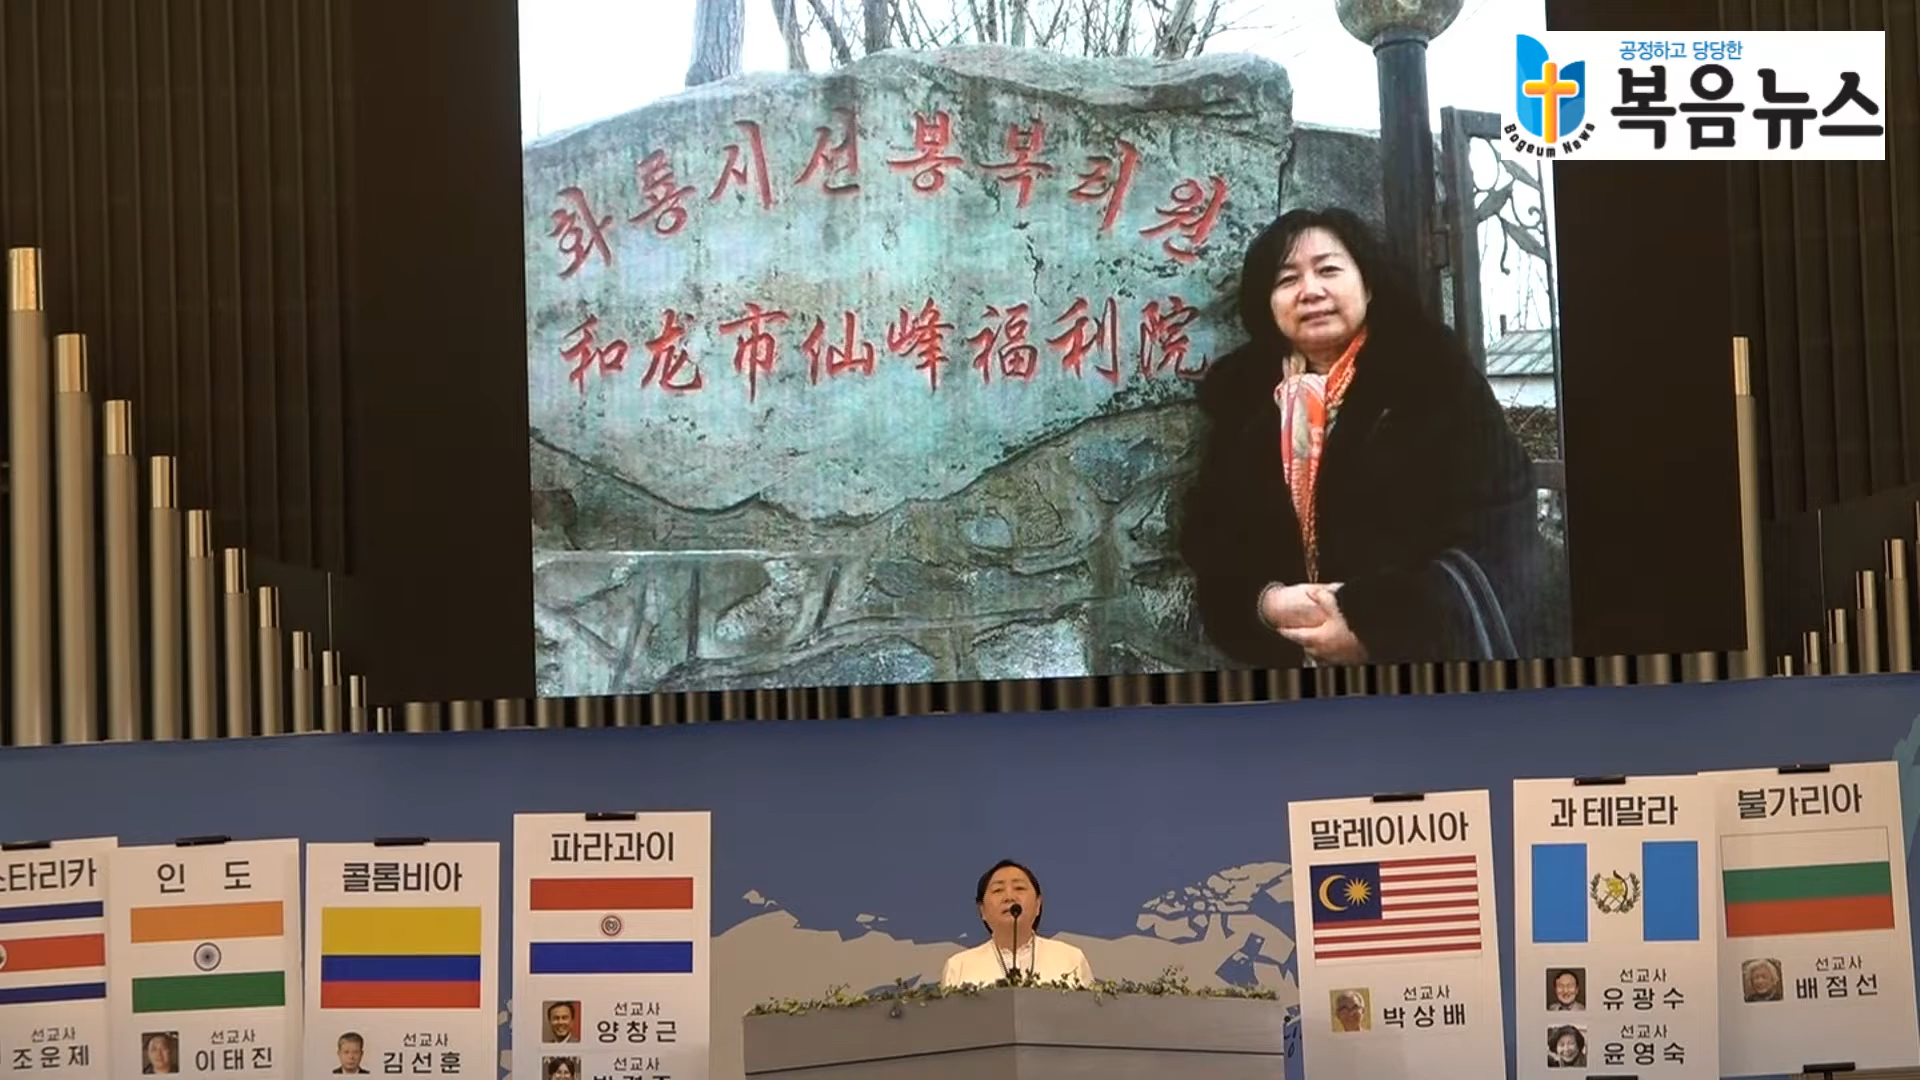 공정하고 당당한
복음뉴스
Bogeum News
화룡시선봉복리원
和龙市仙峰福利院
스타리카
선교사
조운제
인 도
선교사
이태진
콜롬비아
선교사
김선훈
파라과이
선교사
양창근
선교사
말레이시아
선교사
박상배
과테말라
선교사
유광수
선교사
윤영숙
불가리아
선교사
배점선